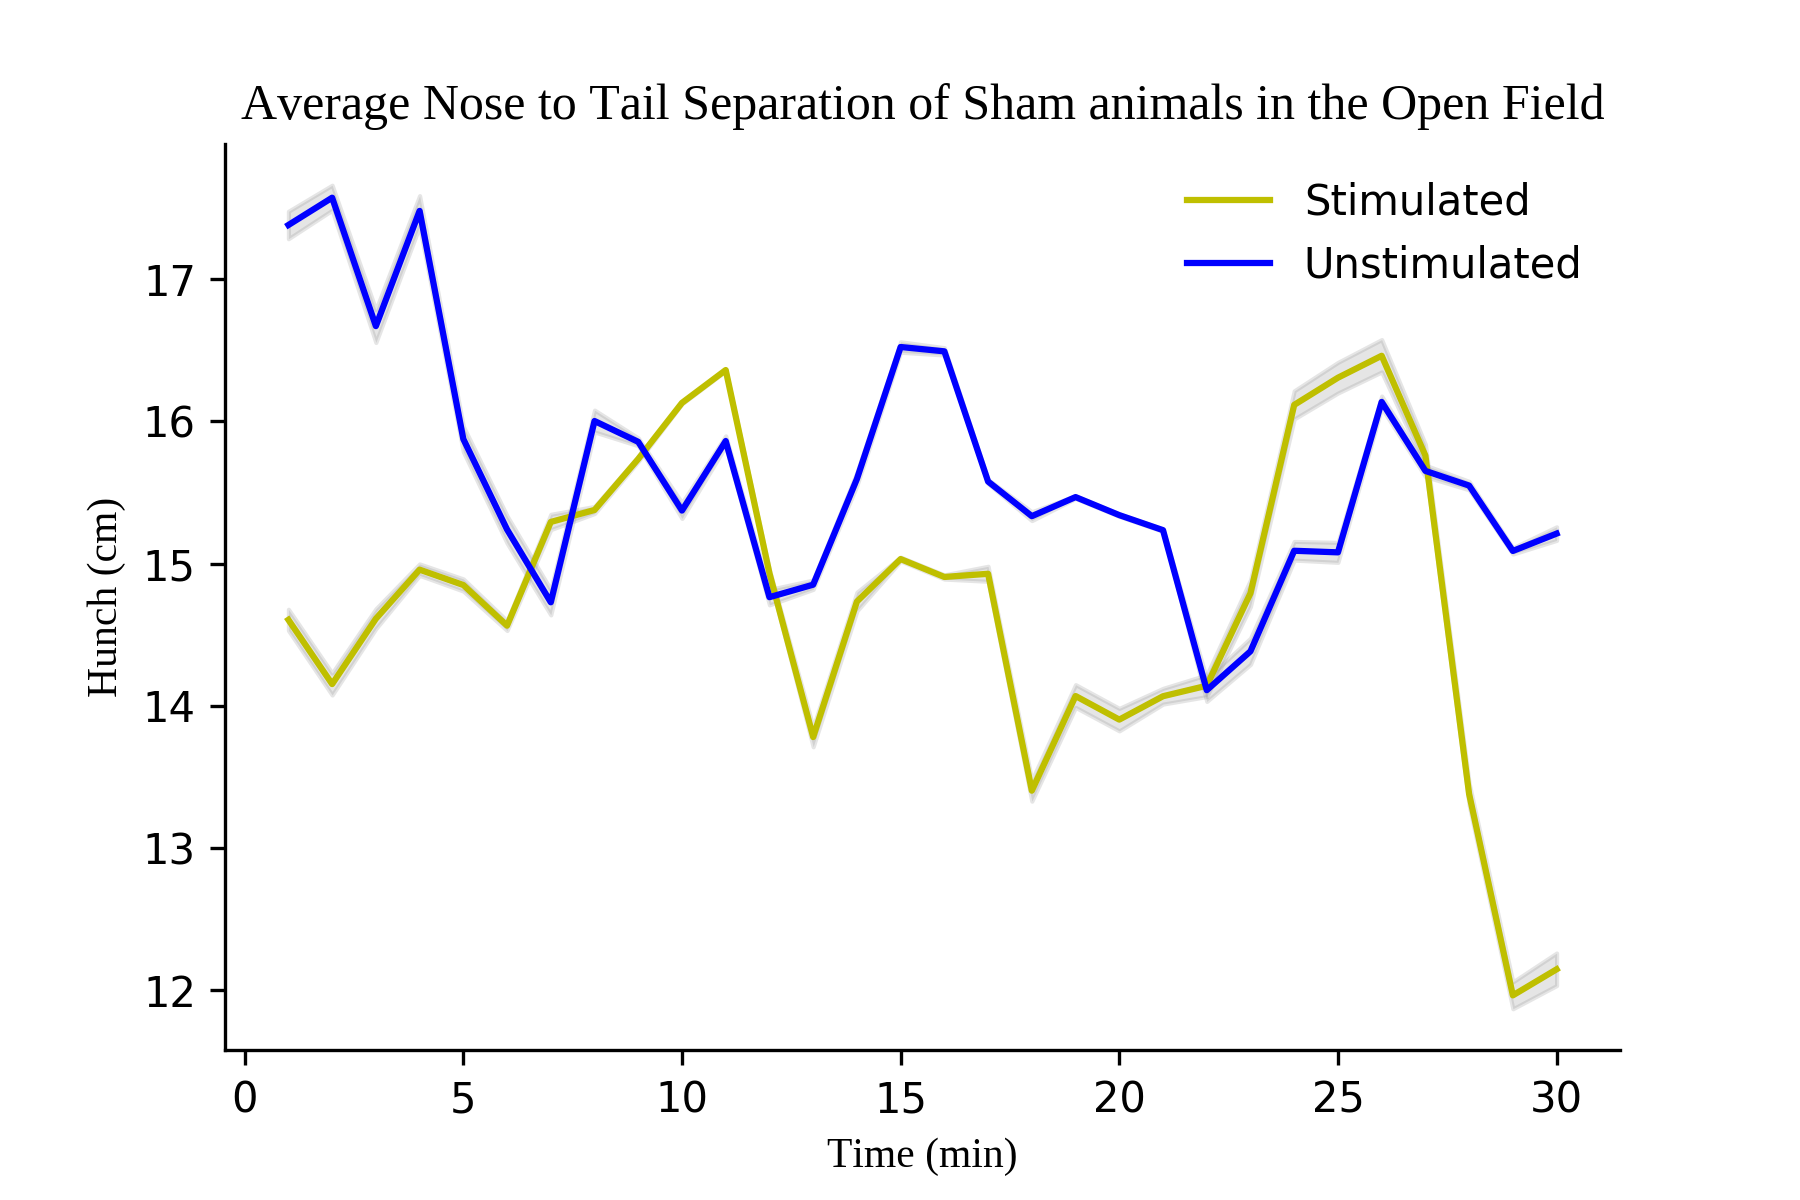 Average Nose to Tail Separation of Sham animals in the Open Field
Stimulated
Unstimulated
Hunch (cm)
17
16
15
14
13
12
0 5 10 15 20 25 30
Time (min)